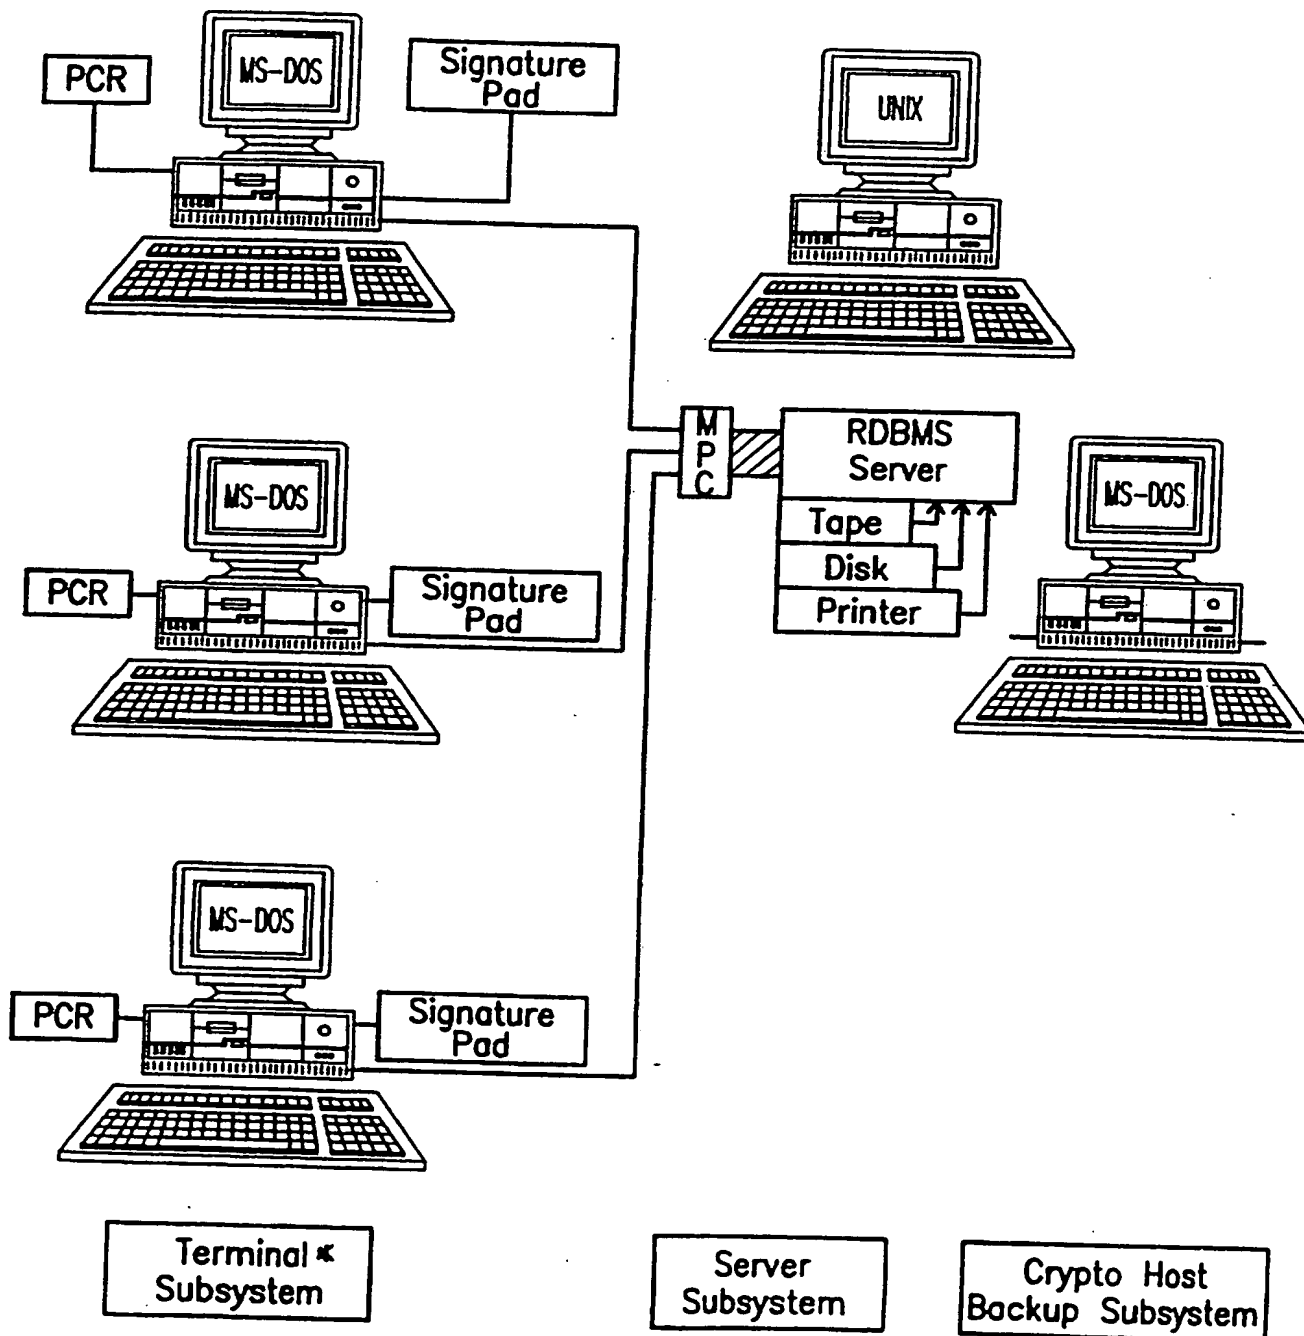 PCR
MS-DOS
Signature
Pad
UNIX
M
P
C
RDBMS
Server
Tape
Disk
Printer
MS-DOS
PCR
MS-DOS
Signature
Pad
MS-DOS
PCR
Signature
Pad
Terminal *
Subsystem
Server
Subsystem
Crypto Host
Backup Subsystem